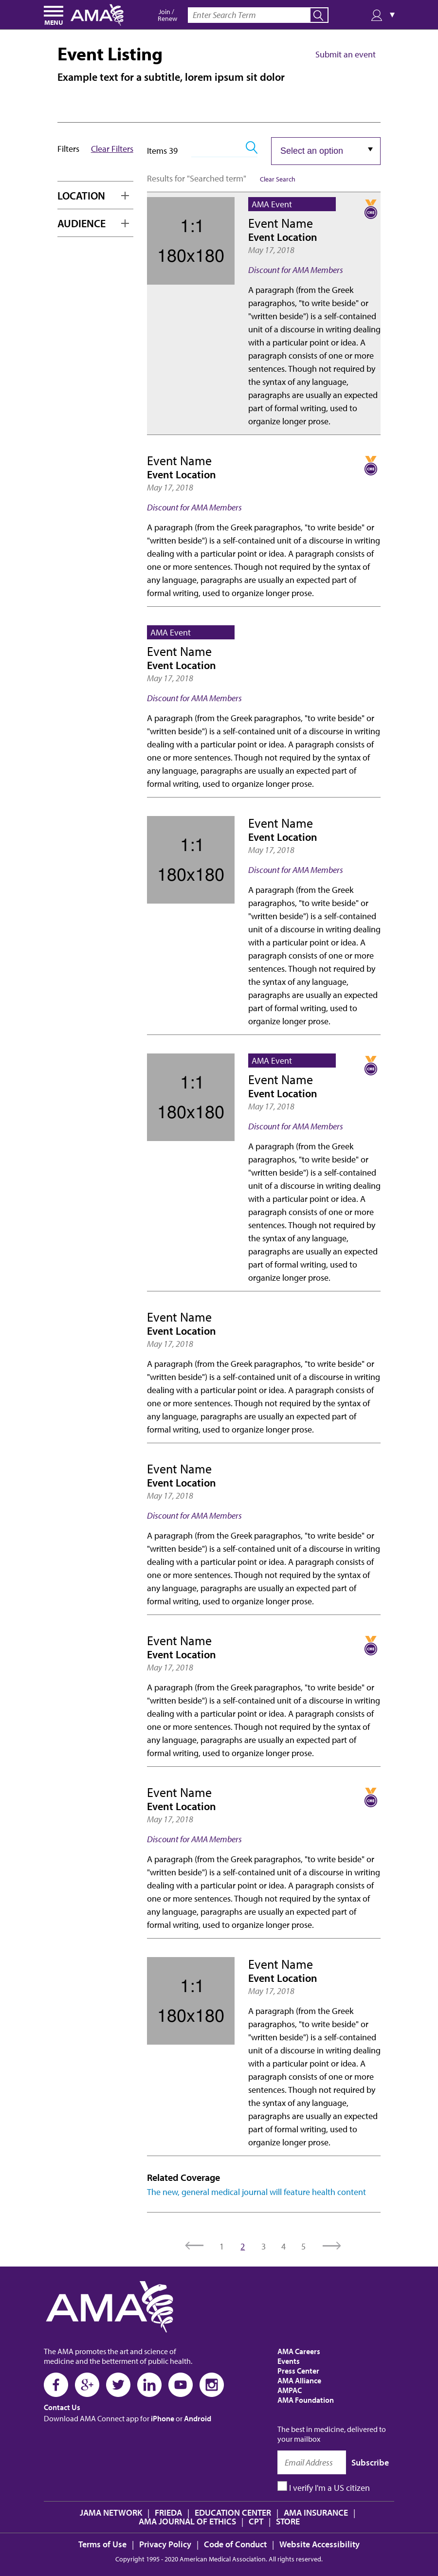 MENU
AMA
Join /
Renew
Enter Search Term
▼
Event Listing
Submit an event
Example text for a subtitle, lorem ipsum sit dolor
Filters
Clear Filters
Items 39
Select an option
LOCATION
AUDIENCE
Results for "Searched term"
Clear Search
1:1
180x180
AMA Event
CME
Event Name
Event Location
May 17, 2018
Discount for AMA Members
A paragraph (from the Greek
paragraphos, "to write beside" or
"written beside") is a self-contained
unit of a discourse in writing dealing
with a particular point or idea. A
paragraph consists of one or more
sentences. Though not required by
the syntax of any language,
paragraphs are usually an expected
part of formal writing, used to
organize longer prose.
Event Name
CME
Event Location
May 17, 2018
Discount for AMA Members
A paragraph (from the Greek paragraphos, "to write beside" or
"written beside") is a self-contained unit of a discourse in writing
dealing with a particular point or idea. A paragraph consists of
one or more sentences. Though not required by the syntax of
any language, paragraphs are usually an expected part of
formal writing, used to organize longer prose.
AMA Event
Event Name
Event Location
May 17, 2018
Discount for AMA Members
A paragraph (from the Greek paragraphos, "to write beside" or
"written beside") is a self-contained unit of a discourse in writing
dealing with a particular point or idea. A paragraph consists of
one or more sentences. Though not required by the syntax of
any language, paragraphs are usually an expected part of
formal writing, used to organize longer prose.
1:1
180x180
Event Name
Event Location
May 17, 2018
Discount for AMA Members
A paragraph (from the Greek
paragraphos, "to write beside" or
"written beside") is a self-contained
unit of a discourse in writing dealing
with a particular point or idea. A
paragraph consists of one or more
sentences. Though not required by
the syntax of any language,
paragraphs are usually an expected
part of formal writing, used to
organize longer prose.
1:1
180x180
AMA Event
CME
Event Name
Event Location
May 17, 2018
Discount for AMA Members
A paragraph (from the Greek
paragraphos, "to write beside" or
"written beside") is a self-contained
unit of a discourse in writing dealing
with a particular point or idea. A
paragraph consists of one or more
sentences. Though not required by
the syntax of any language,
paragraphs are usually an expected
part of formal writing, used to
organize longer prose.
Event Name
Event Location
May 17, 2018
A paragraph (from the Greek paragraphos, "to write beside" or
"written beside") is a self-contained unit of a discourse in writing
dealing with a particular point or idea. A paragraph consists of
one or more sentences. Though not required by the syntax of
any language, paragraphs are usually an expected part of
formal writing, used to organize longer prose.
Event Name
Event Location
May 17, 2018
Discount for AMA Members
A paragraph (from the Greek paragraphos, "to write beside" or
"written beside") is a self-contained unit of a discourse in writing
dealing with a particular point or idea. A paragraph consists of
one or more sentences. Though not required by the syntax of
any language, paragraphs are usually an expected part of
formal writing, used to organize longer prose.
Event Name
CME
Event Location
May 17, 2018
A paragraph (from the Greek paragraphos, "to write beside" or
"written beside") is a self-contained unit of a discourse in writing
dealing with a particular point or idea. A paragraph consists of
one or more sentences. Though not required by the syntax of
any language, paragraphs are usually an expected part of
formal writing, used to organize longer prose.
Event Name
CME
Event Location
May 17, 2018
Discount for AMA Members
A paragraph (from the Greek paragraphos, "to write beside" or
"written beside") is a self-contained unit of a discourse in writing
dealing with a particular point or idea. A paragraph consists of
one or more sentences. Though not required by the syntax of
any language, paragraphs are usually an expected part of
formal writing, used to organize longer prose.
1:1
180x180
Event Name
Event Location
May 17, 2018
A paragraph (from the Greek
paragraphos, "to write beside" or
"written beside") is a self-contained
unit of a discourse in writing dealing
with a particular point or idea. A
paragraph consists of one or more
sentences. Though not required by
the syntax of any language,
paragraphs are usually an expected
part of formal writing, used to
organize longer prose.
Related Coverage
The new, general medical journal will feature health content
1 2 3 4 5
AMA
The AMA promotes the art and science of
medicine and the betterment of public health.
Contact Us
Download AMA Connect app for iPhone or Android
AMA Careers
Events
Press Center
AMA Alliance
AMPAC
AMA Foundation
The best in medicine, delivered to
your mailbox
Email Address
Subscribe
I verify I'm a US citizen
JAMA NETWORK | FRIEDA | EDUCATION CENTER | AMA INSURANCE |
AMA JOURNAL OF ETHICS | CPT | STORE
Terms of Use | Privacy Policy | Code of Conduct | Website Accessibility
Copyright 1995 - 2020 American Medical Association. All rights reserved.